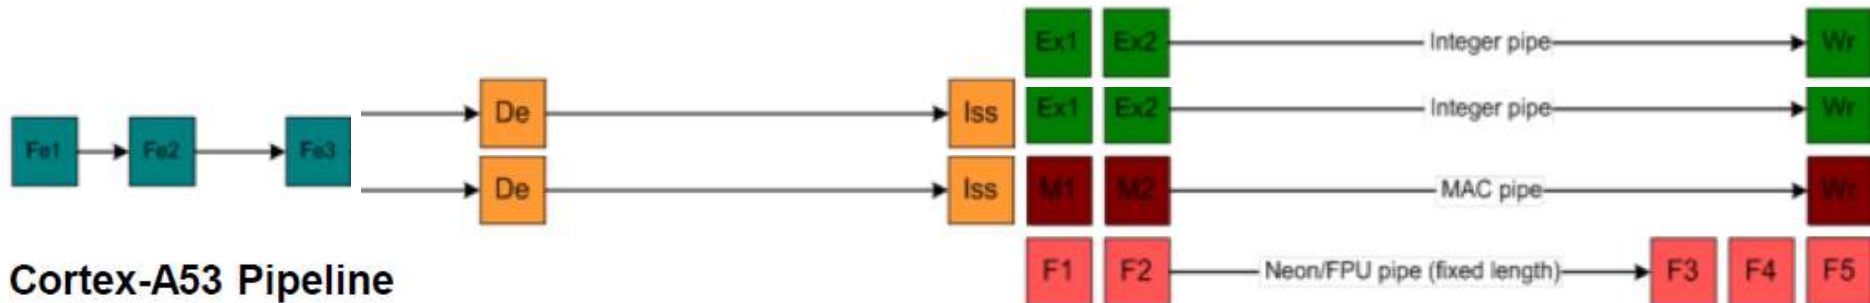 Ex1 Ex2 Integer pipe Wr
De Iss Ex1 Ex2 Integer pipe Wr
Fe1 Fe2 Fe3
De Iss M1 M2 MAC pipe Wr
F1 F2 Neon/FPU pipe (fixed length) F3 F4 F5
Cortex-A53 Pipeline